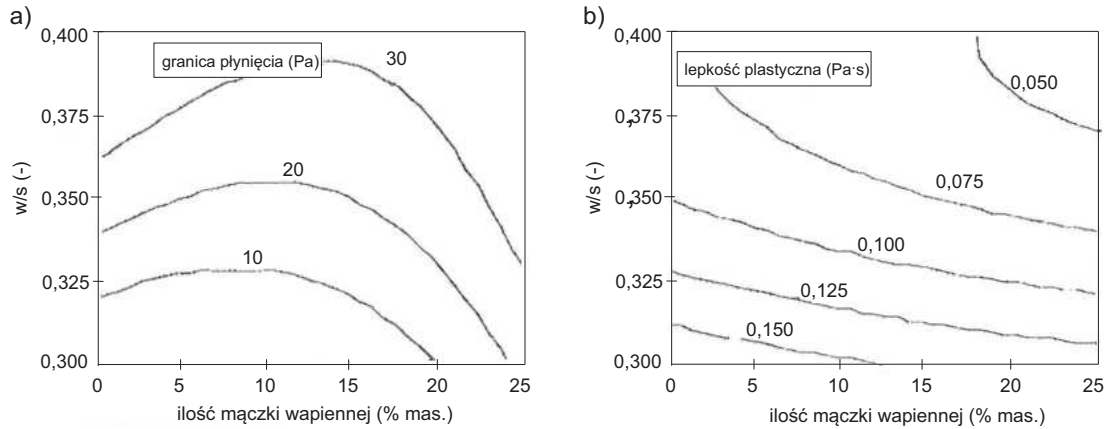 a)
0,400
0,375
0,350
0,325
0,300
w/s (-)
granica płynięcia (Pa)
30
20
10
0 5 10 15 20 25
ilość mączki wapiennej (% mas.)
b)
0,400
0,375
0,350
0,325
0,300
w/s (-)
lepkość plastyczna (Pa·s)
0,050
0,075
0,100
0,125
0,150
0 5 10 15 20 25
ilość mączki wapiennej (% mas.)